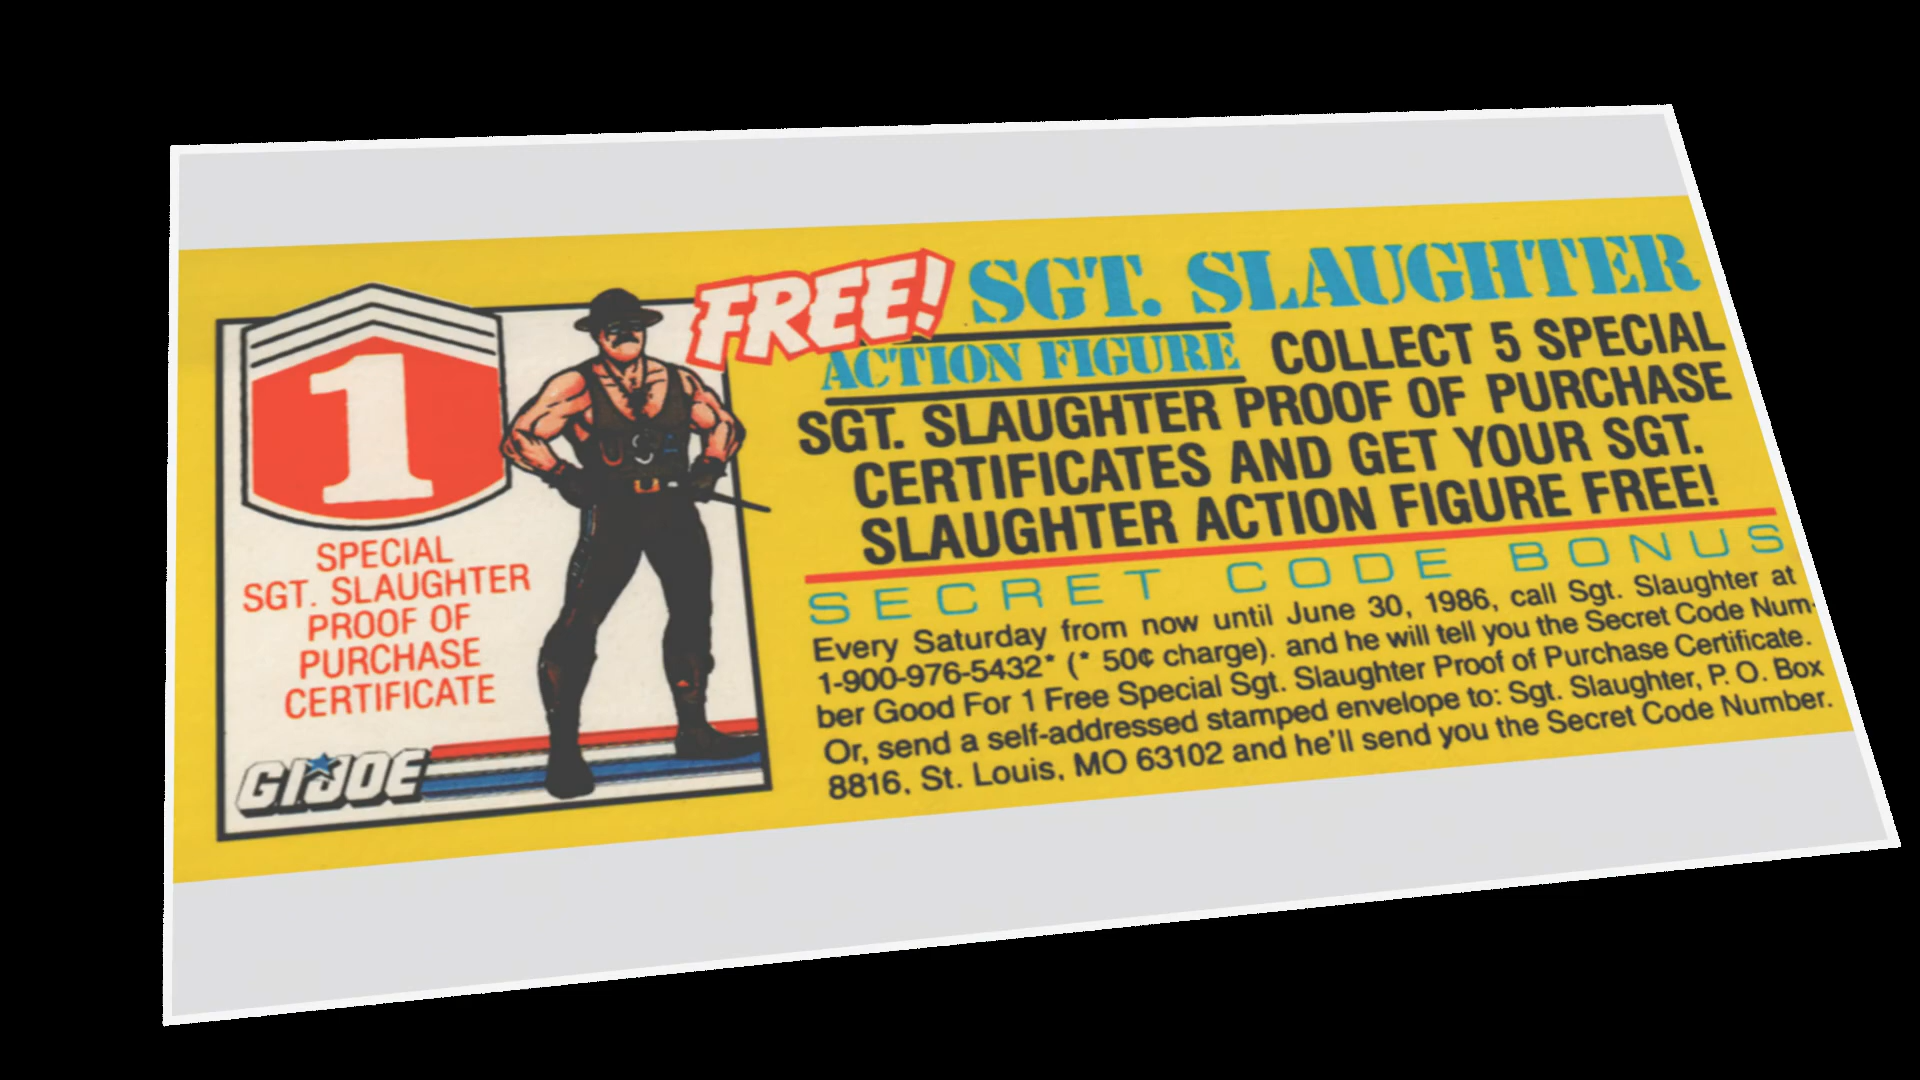 1
SPECIAL
SGT. SLAUGHTER
PROOF OF
PURCHASE
CERTIFICATE
GI JOE
FREE! SGT. SLAUGHTER
ACTION FIGURE COLLECT 5 SPECIAL
SGT. SLAUGHTER PROOF OF PURCHASE
CERTIFICATES AND GET YOUR SGT.
SLAUGHTER ACTION FIGURE FREE!
SECRET CODE BONUS
Every Saturday from now until June 30, 1986, call Sgt. Slaughter at
1-900-976-5432* (* 50¢ charge). and he will tell you the Secret Code Num-
ber Good For 1 Free Special Sgt. Slaughter Proof of Purchase Certificate.
Or, send a self-addressed stamped envelope to: Sgt. Slaughter, P. O. Box
8816, St. Louis, MO 63102 and he'll send you the Secret Code Number.